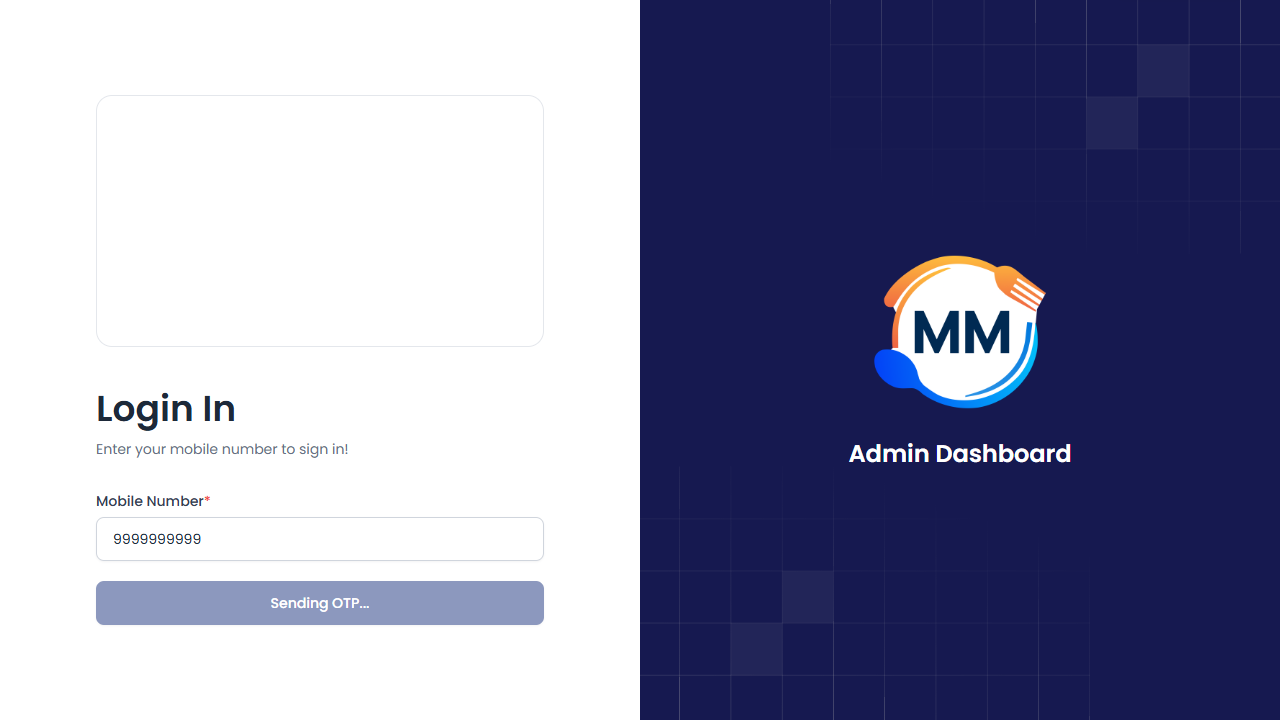 Login In
Enter your mobile number to sign in!
Mobile Number*
9999999999
Sending OTP...
MM
Admin Dashboard